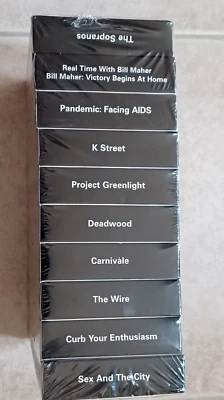 The Sopranos
Real Time With Bill Maher
Bill Maher: Victory Begins At Home
Pandemic: Facing AIDS
K Street
Project Greenlight
Deadwood
Carnivàle
The Wire
Curb Your Enthusiasm
Sex And The City